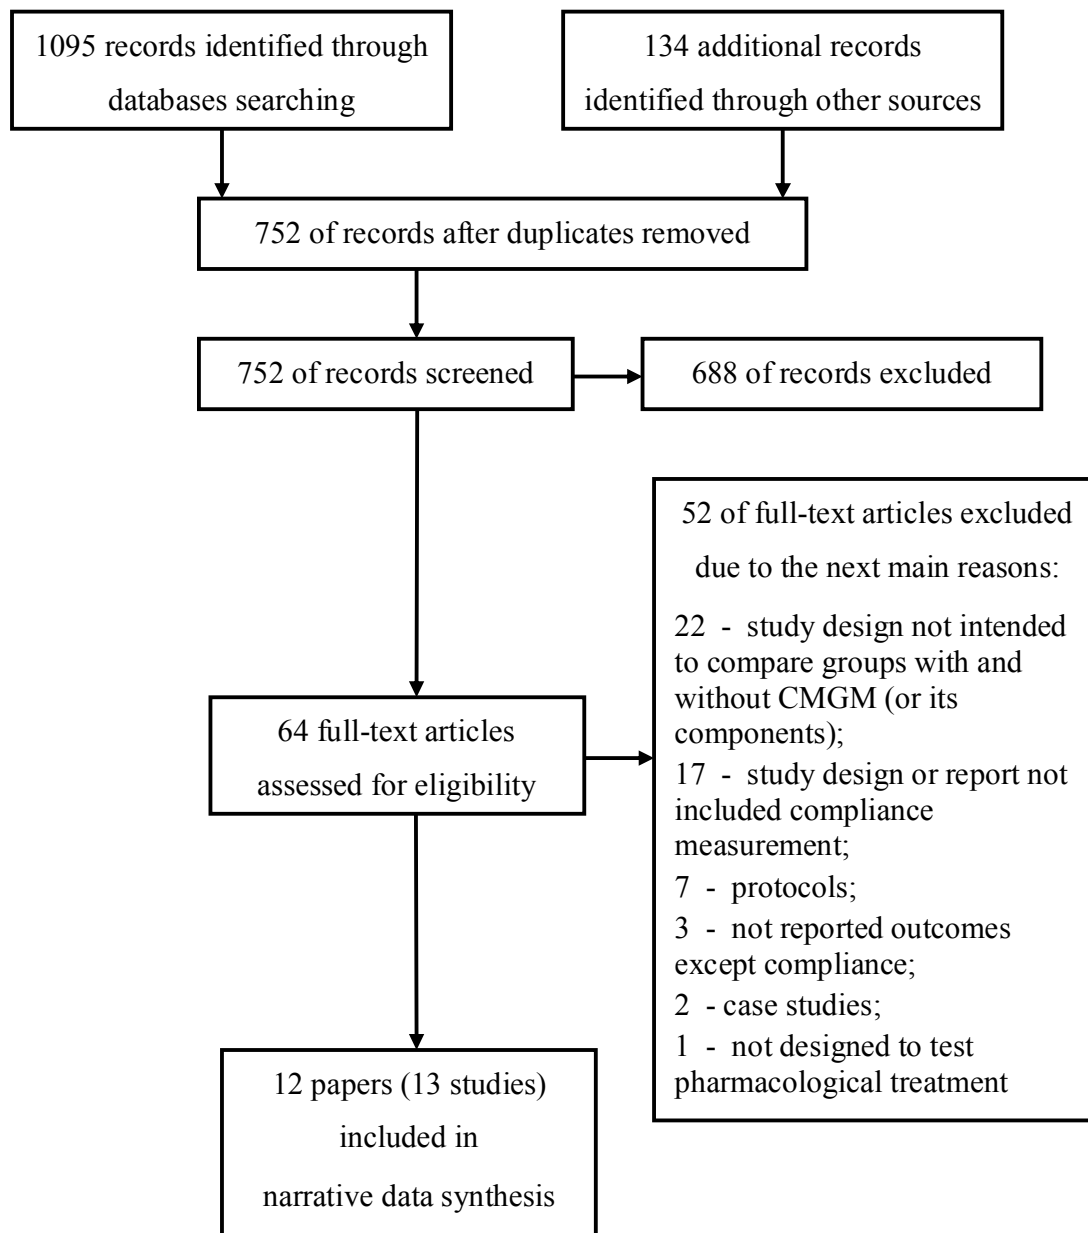 1095 records identified through
databases searching
134 additional records
identified through other sources
752 of records after duplicates removed
752 of records screened
688 of records excluded
52 of full-text articles excluded
due to the next main reasons:
22 - study design not intended
to compare groups with and
without CMGM (or its
components);
17 - study design or report not
included compliance
measurement;
7 - protocols;
3 - not reported outcomes
except compliance;
2 - case studies;
1 - not designed to test
pharmacological treatment
64 full-text articles
assessed for eligibility
12 papers (13 studies)
included in
narrative data synthesis